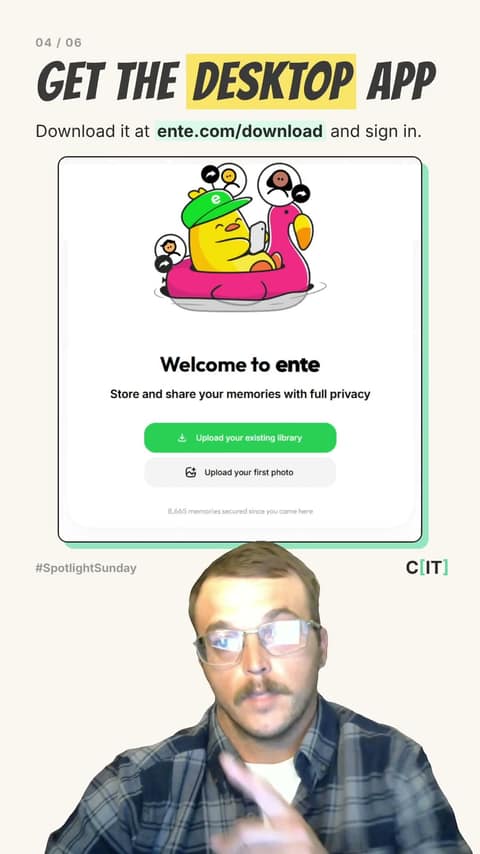 04 / 06
GET THE DESKTOP APP
Download it at ente.com/download and sign in.
e
Welcome to ente
Store and share your memories with full privacy
Upload your existing library
Upload your first photo
8,665 memories secured since you came here
#SpotlightSunday
C[IT]